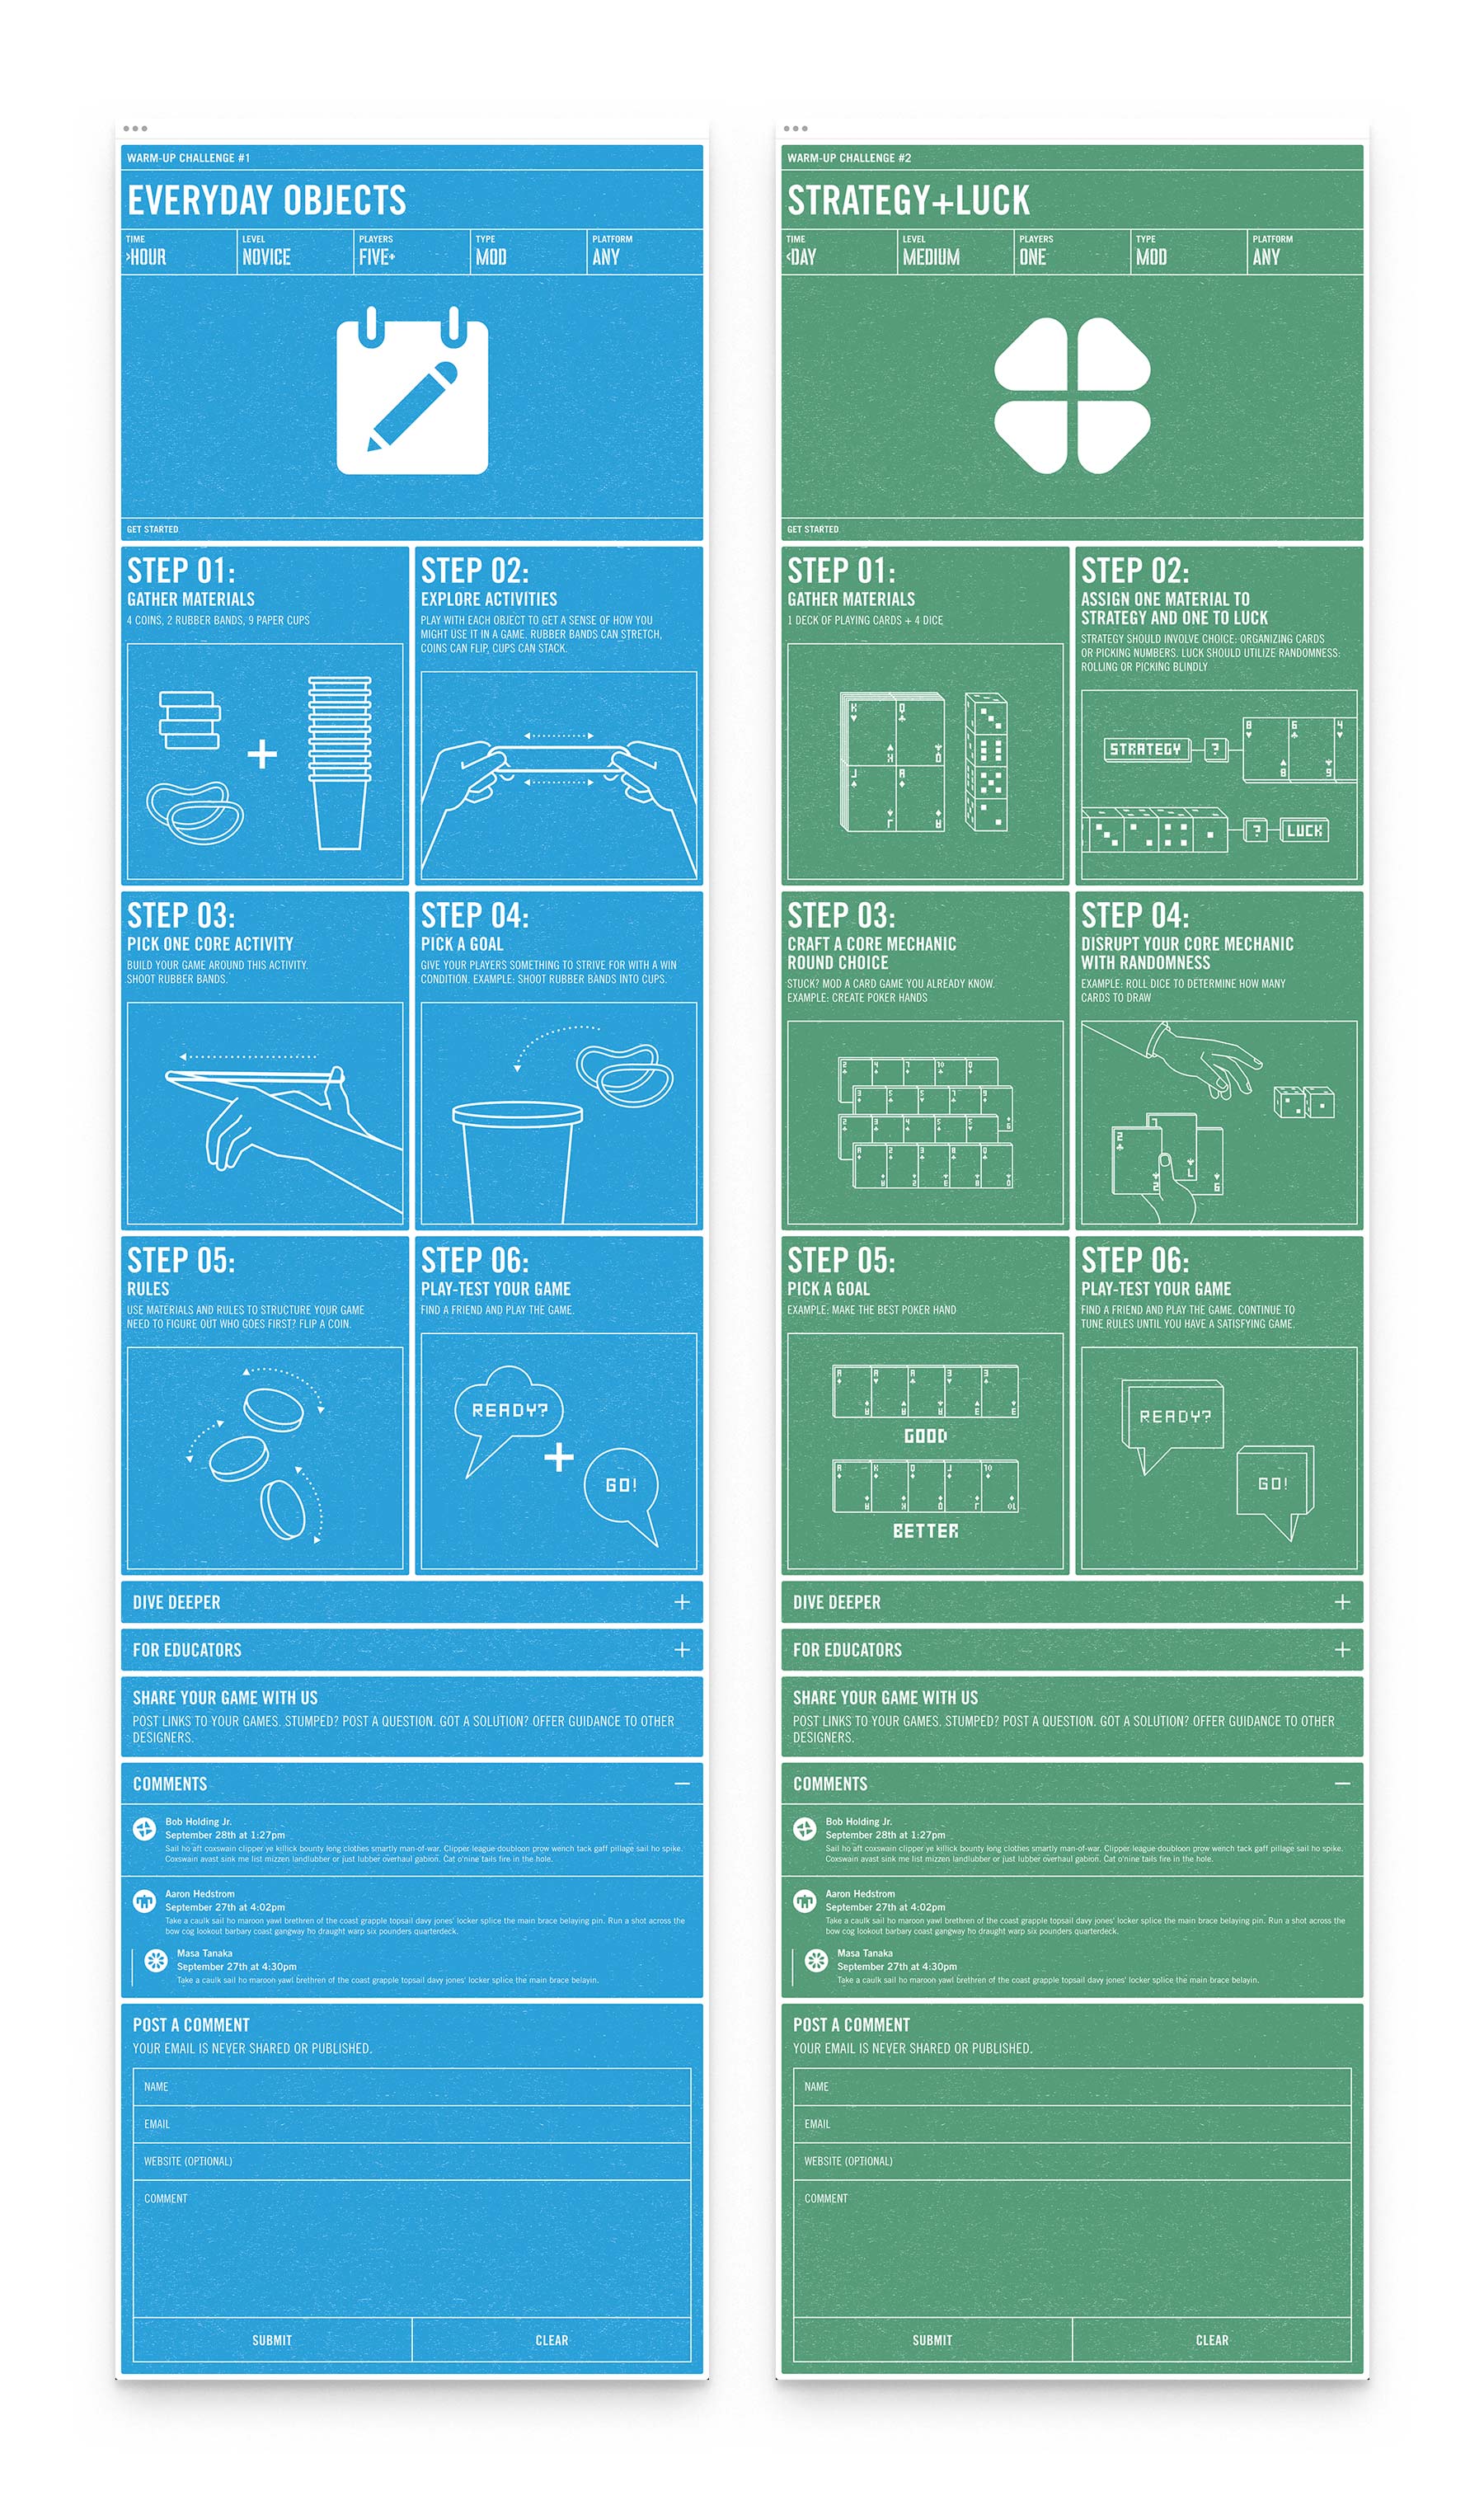 WARM-UP CHALLENGE #1
EVERYDAY OBJECTS
TIME
>HOUR
LEVEL
NOVICE
PLAYERS
FIVE+
TYPE
MOD
PLATFORM
ANY
GET STARTED
STEP 01:
GATHER MATERIALS
4 COINS, 2 RUBBER BANDS, 9 PAPER CUPS
STEP 02:
EXPLORE ACTIVITIES
PLAY WITH EACH OBJECT TO GET A SENSE OF HOW YOU
MIGHT USE IT IN A GAME. RUBBER BANDS CAN STRETCH,
COINS CAN FLIP, CUPS CAN STACK.
STEP 03:
PICK ONE CORE ACTIVITY
BUILD YOUR GAME AROUND THIS ACTIVITY.
SHOOT RUBBER BANDS.
STEP 04:
PICK A GOAL
GIVE YOUR PLAYERS SOMETHING TO STRIVE FOR WITH A WIN
CONDITION. EXAMPLE: SHOOT RUBBER BANDS INTO CUPS.
STEP 05:
RULES
USE MATERIALS AND RULES TO STRUCTURE YOUR GAME
NEED TO FIGURE OUT WHO GOES FIRST? FLIP A COIN.
STEP 06:
PLAY-TEST YOUR GAME
FIND A FRIEND AND PLAY THE GAME.
READY?
GO!
DIVE DEEPER
FOR EDUCATORS
SHARE YOUR GAME WITH US
POST LINKS TO YOUR GAMES. STUMPED? POST A QUESTION. GOT A SOLUTION? OFFER GUIDANCE TO OTHER
DESIGNERS.
COMMENTS
Bob Holding Jr.
September 28th at 1:27pm
Sail ho aft coxswain clipper ye killick bounty long clothes smartly man-of-war. Clipper league doubloon prow wench tack gaff pillage sail ho spike.
Coxswain avast sink me list mizzen landlubber or just lubber overhaul gabion. Cat o'nine tails fire in the hole.
Aaron Hedstrom
September 27th at 4:02pm
Take a caulk sail ho maroon yawl brethren of the coast grapple topsail davy jones' locker splice the main brace belaying pin. Run a shot across the
bow cog lookout barbary coast gangway ho draught warp six pounders quarterdeck.
Masa Tanaka
September 27th at 4:30pm
Take a caulk sail ho maroon yawl brethren of the coast grapple topsail davy jones' locker splice the main brace belayin.
POST A COMMENT
YOUR EMAIL IS NEVER SHARED OR PUBLISHED.
NAME
EMAIL
WEBSITE (OPTIONAL)
COMMENT
SUBMIT
CLEAR
WARM-UP CHALLENGE #2
STRATEGY+LUCK
TIME
<DAY
LEVEL
MEDIUM
PLAYERS
ONE
TYPE
MOD
PLATFORM
ANY
GET STARTED
STEP 01:
GATHER MATERIALS
1 DECK OF PLAYING CARDS + 4 DICE
K
Q
J
A
STEP 02:
ASSIGN ONE MATERIAL TO
STRATEGY AND ONE TO LUCK
STRATEGY SHOULD INVOLVE CHOICE: ORGANIZING CARDS
OR PICKING NUMBERS. LUCK SHOULD UTILIZE RANDOMNESS:
ROLLING OR PICKING BLINDLY
STRATEGY
?
8 6 4
?
LUCK
STEP 03:
CRAFT A CORE MECHANIC
ROUND CHOICE
STUCK? MOD A CARD GAME YOU ALREADY KNOW.
EXAMPLE: CREATE POKER HANDS
STEP 04:
DISRUPT YOUR CORE MECHANIC
WITH RANDOMNESS
EXAMPLE: ROLL DICE TO DETERMINE HOW MANY
CARDS TO DRAW
STEP 05:
PICK A GOAL
EXAMPLE: MAKE THE BEST POKER HAND
A A A 3 3
GOOD
A K Q J 10
BETTER
STEP 06:
PLAY-TEST YOUR GAME
FIND A FRIEND AND PLAY THE GAME. CONTINUE TO
TUNE RULES UNTIL YOU HAVE A SATISFYING GAME.
READY?
GO!
DIVE DEEPER
FOR EDUCATORS
SHARE YOUR GAME WITH US
POST LINKS TO YOUR GAMES. STUMPED? POST A QUESTION. GOT A SOLUTION? OFFER GUIDANCE TO OTHER
DESIGNERS.
COMMENTS
Bob Holding Jr.
September 28th at 1:27pm
Sail ho aft coxswain clipper ye killick bounty long clothes smartly man-of-war. Clipper league doubloon prow wench tack gaff pillage sail ho spike.
Coxswain avast sink me list mizzen landlubber or just lubber overhaul gabion. Cat o'nine tails fire in the hole.
Aaron Hedstrom
September 27th at 4:02pm
Take a caulk sail ho maroon yawl brethren of the coast grapple topsail davy jones' locker splice the main brace belaying pin. Run a shot across the
bow cog lookout barbary coast gangway ho draught warp six pounders quarterdeck.
Masa Tanaka
September 27th at 4:30pm
Take a caulk sail ho maroon yawl brethren of the coast grapple topsail davy jones' locker splice the main brace belayin.
POST A COMMENT
YOUR EMAIL IS NEVER SHARED OR PUBLISHED.
NAME
EMAIL
WEBSITE (OPTIONAL)
COMMENT
SUBMIT
CLEAR